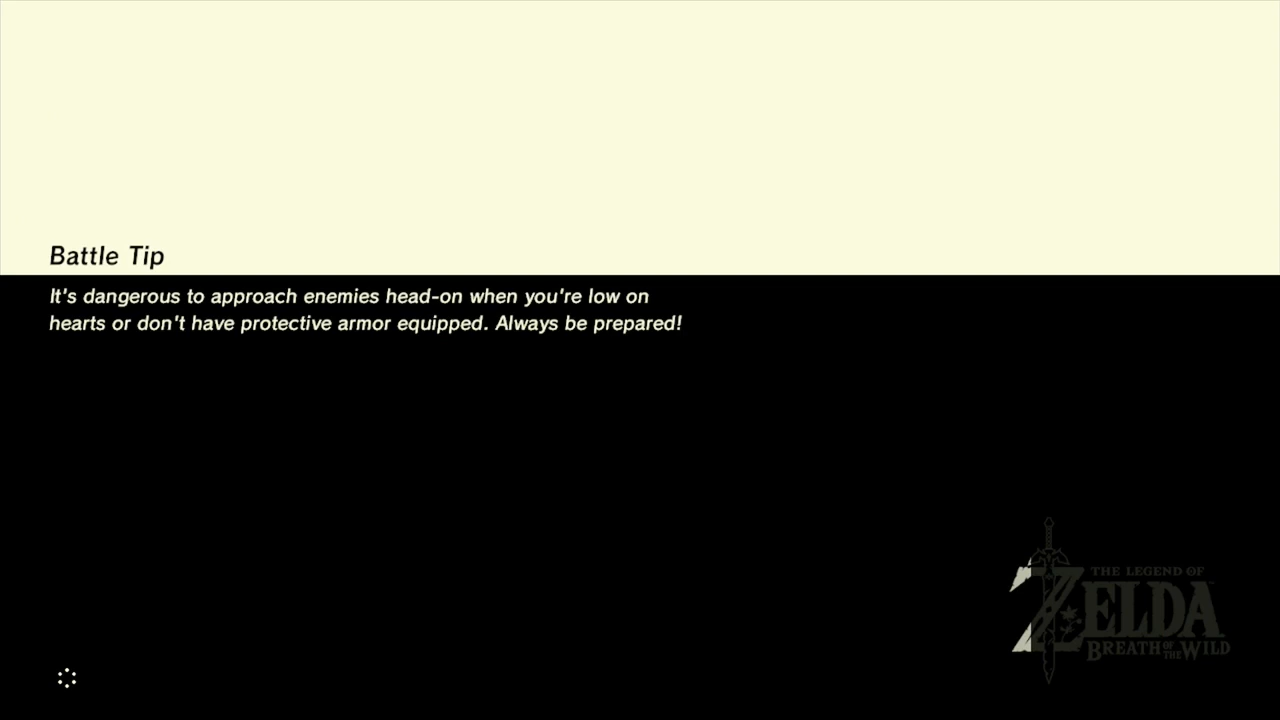 Battle Tip
It's dangerous to approach enemies head-on when you're low on
hearts or don't have protective armor equipped. Always be prepared!
THE LEGEND OF
ZELDA
BREATH OF THE WILD